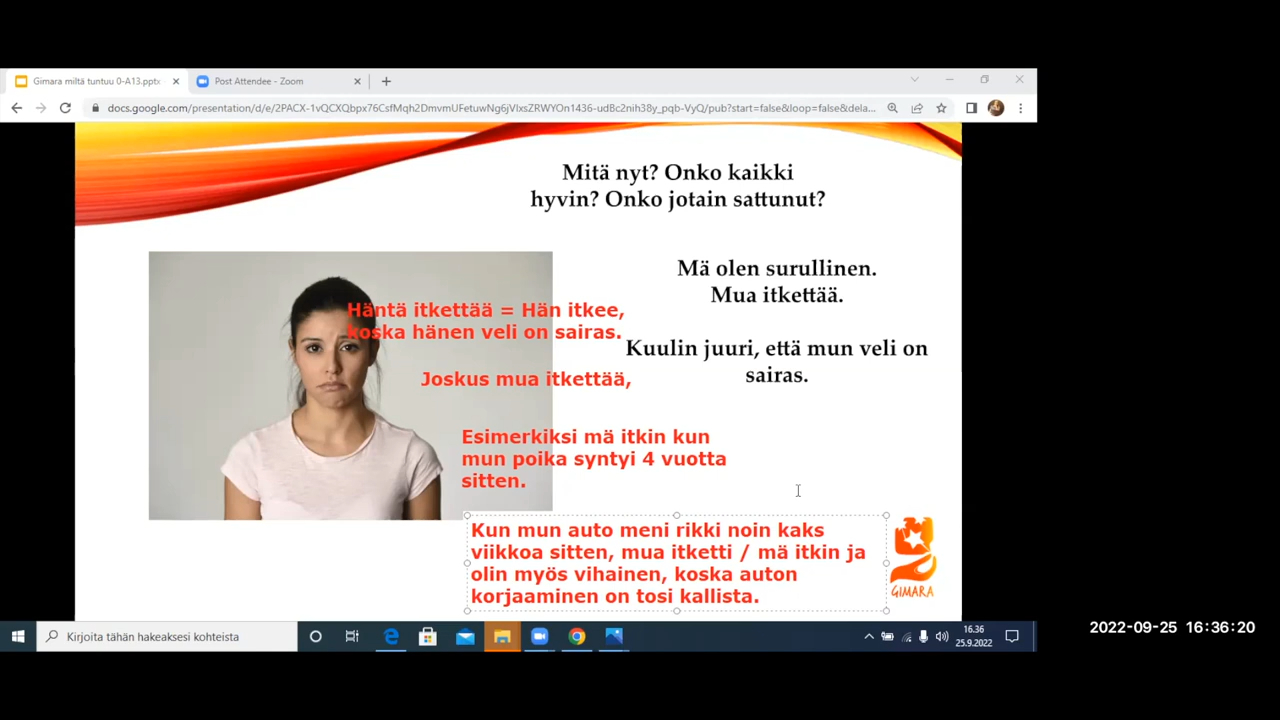 Gimara miltä tuntuu 0-A13.pptx
Post Attendee - Zoom
docs.google.com/presentation/d/e/2PACX-1vQCXQbpx76CsfMqh2DmvmUFetuwNg6jVlxsZRWYOn1436-udBc2nih38y_pqb-VyQ/pub?start=false&loop=false&dela...
Mitä nyt? Onko kaikki
hyvin? Onko jotain sattunut?
Mä olen surullinen.
Mua itkettää.
Häntä itkettää = Hän itkee,
koska hänen veli on sairas.
Kuulin juuri, että mun veli on
sairas.
Joskus mua itkettää,
Esimerkiksi mä itkin kun
mun poika syntyi 4 vuotta
sitten.
Kun mun auto meni rikki noin kaks
viikkoa sitten, mua itketti / mä itkin ja
olin myös vihainen, koska auton
korjaaminen on tosi kallista.
GIMARA
Kirjoita tähän hakeaksesi kohteista
16.36
25.9.2022
2022-09-25 16:36:20